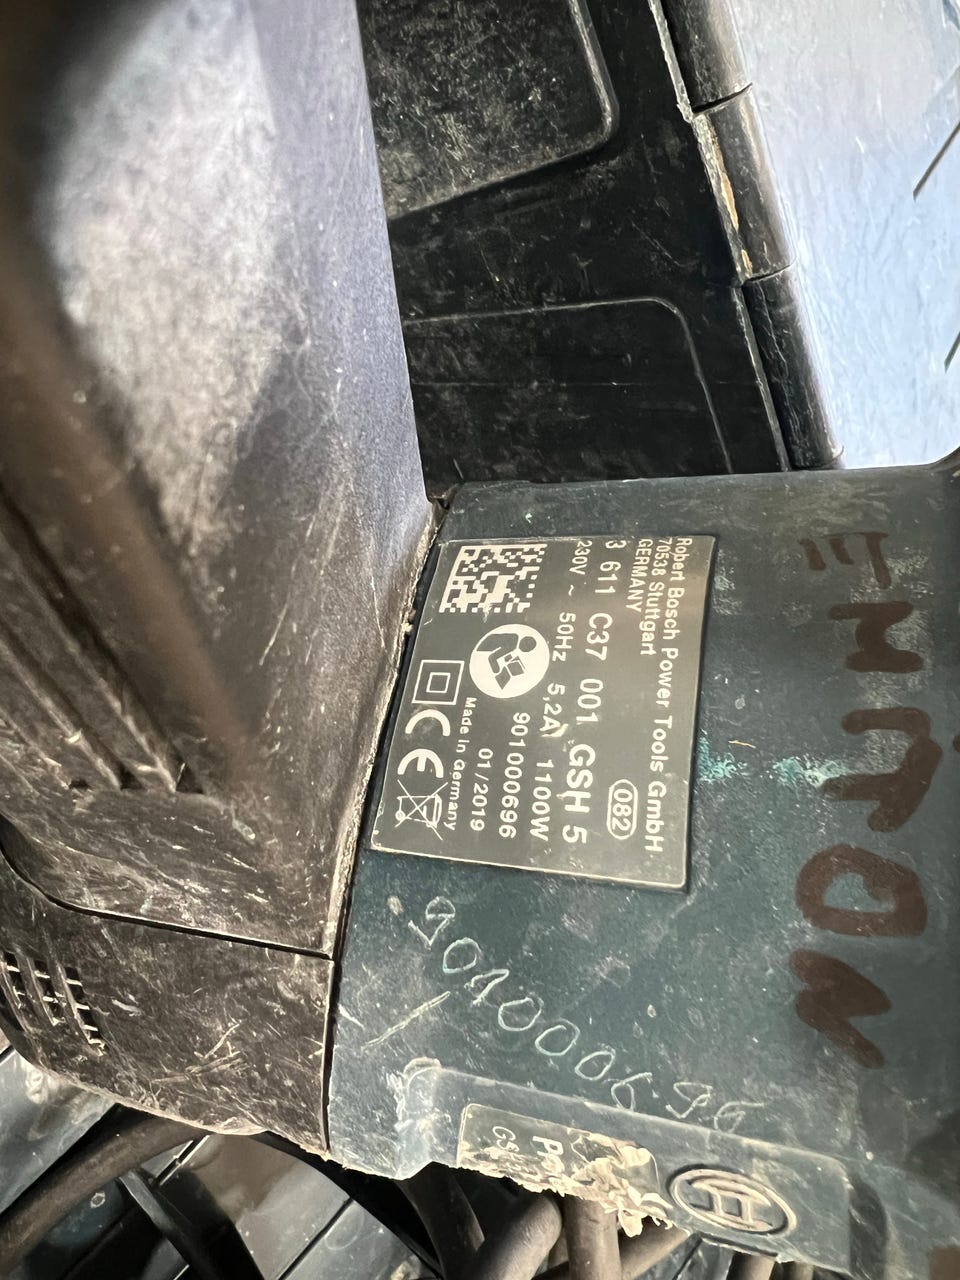 Robert Bosch Power Tools GmbH
70538 Stuttgart
GERMANY
082
3 611 C37 001 GSH 5
230V ~ 50Hz 5,2A 1100W
901000696
01/2019
Made in Germany
CE
901000696